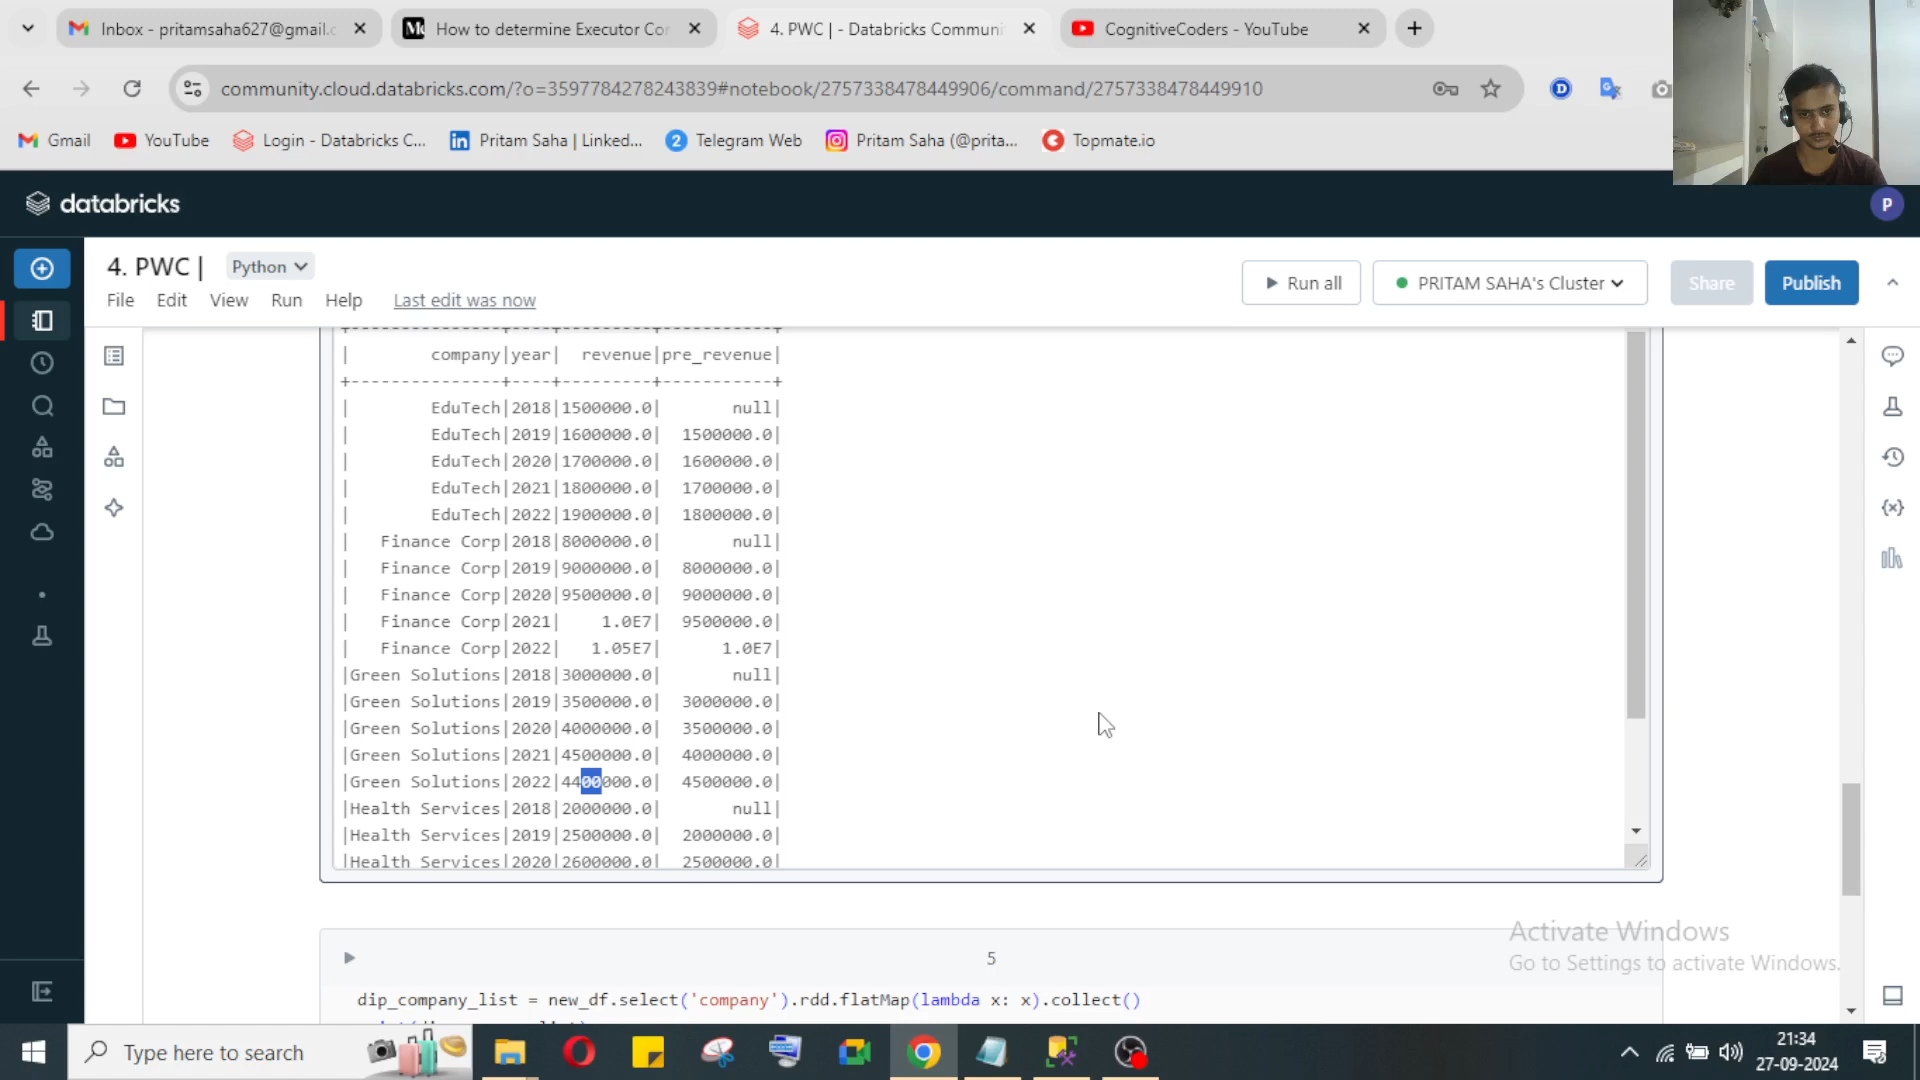 Inbox - pritamsaha627@gmail.c
How to determine Executor Cor
4. PWC | - Databricks Communi
CognitiveCoders - YouTube
community.cloud.databricks.com/?o=3597784278243839#notebook/2757338478449906/command/2757338478449910
Gmail
YouTube
Login - Databricks C...
Pritam Saha | Linked...
2
Telegram Web
Pritam Saha (@prita...
Topmate.io
databricks
P
4. PWC |
Python
Run all
PRITAM SAHA's Cluster
Share
Publish
File Edit View Run Help Last edit was now
| company|year| revenue|pre_revenue|
+---------------+----+---------+-----------+
| EduTech|2018|1500000.0| null|
| EduTech|2019|1600000.0| 1500000.0|
| EduTech|2020|1700000.0| 1600000.0|
| EduTech|2021|1800000.0| 1700000.0|
| EduTech|2022|1900000.0| 1800000.0|
| Finance Corp|2018|8000000.0| null|
| Finance Corp|2019|9000000.0| 8000000.0|
| Finance Corp|2020|9500000.0| 9000000.0|
| Finance Corp|2021| 1.0E7| 9500000.0|
| Finance Corp|2022| 1.05E7| 1.0E7|
|Green Solutions|2018|3000000.0| null|
|Green Solutions|2019|3500000.0| 3000000.0|
|Green Solutions|2020|4000000.0| 3500000.0|
|Green Solutions|2021|4500000.0| 4000000.0|
|Green Solutions|2022|4400000.0| 4500000.0|
|Health Services|2018|2000000.0| null|
|Health Services|2019|2500000.0| 2000000.0|
|Health Services|2020|2600000.0| 2500000.0|
Activate Windows
Go to Settings to activate Windows.
5
dip_company_list = new_df.select('company').rdd.flatMap(lambda x: x).collect()
Type here to search
21:34
27-09-2024